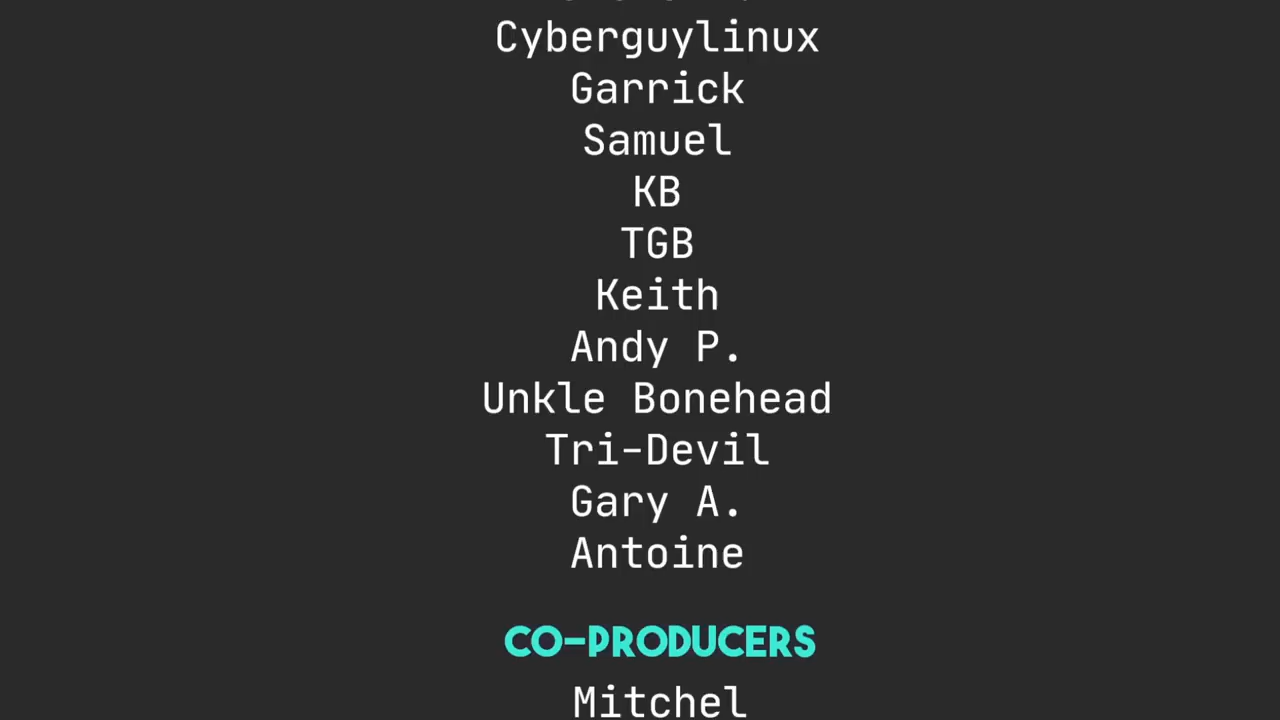 Cyberguylinux
Garrick
Samuel
KB
TGB
Keith
Andy P.
Unkle Bonehead
Tri-Devil
Gary A.
Antoine
CO-PRODUCERS
Mitchel